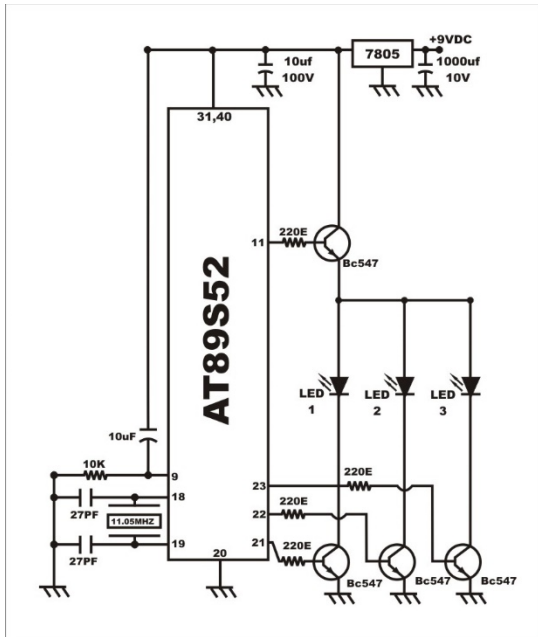 +9VDC
10uf
100V
7805
1000uf
10V
31,40
220E
11
Bc547
AT89S52
LED
1
LED
2
LED
3
10uF
10K
9
23
220E
18
220E
27PF
11.05MHZ
22
21
220E
19
20
27PF
Bc547
Bc547
Bc547